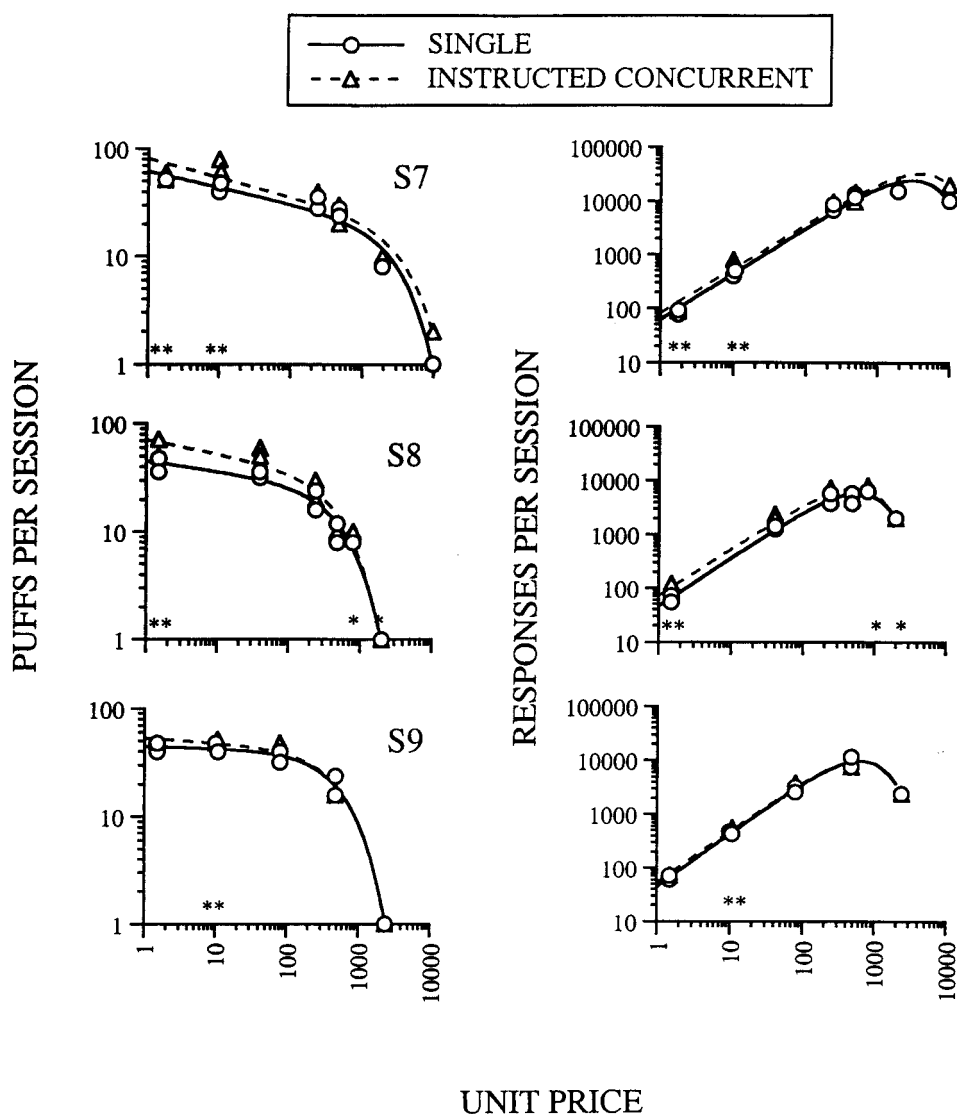 SINGLE
INSTRUCTED CONCURRENT
PUFFS PER SESSION
100
10
1
S7
** **
100
10
1
S8
** * *
100
10
1
S9
**
1 10 100 1000 10000
RESPONSES PER SESSION
100000
10000
1000
100
10
** **
100000
10000
1000
100
10
** * *
100000
10000
1000
100
10
**
1 10 100 1000 10000
UNIT PRICE